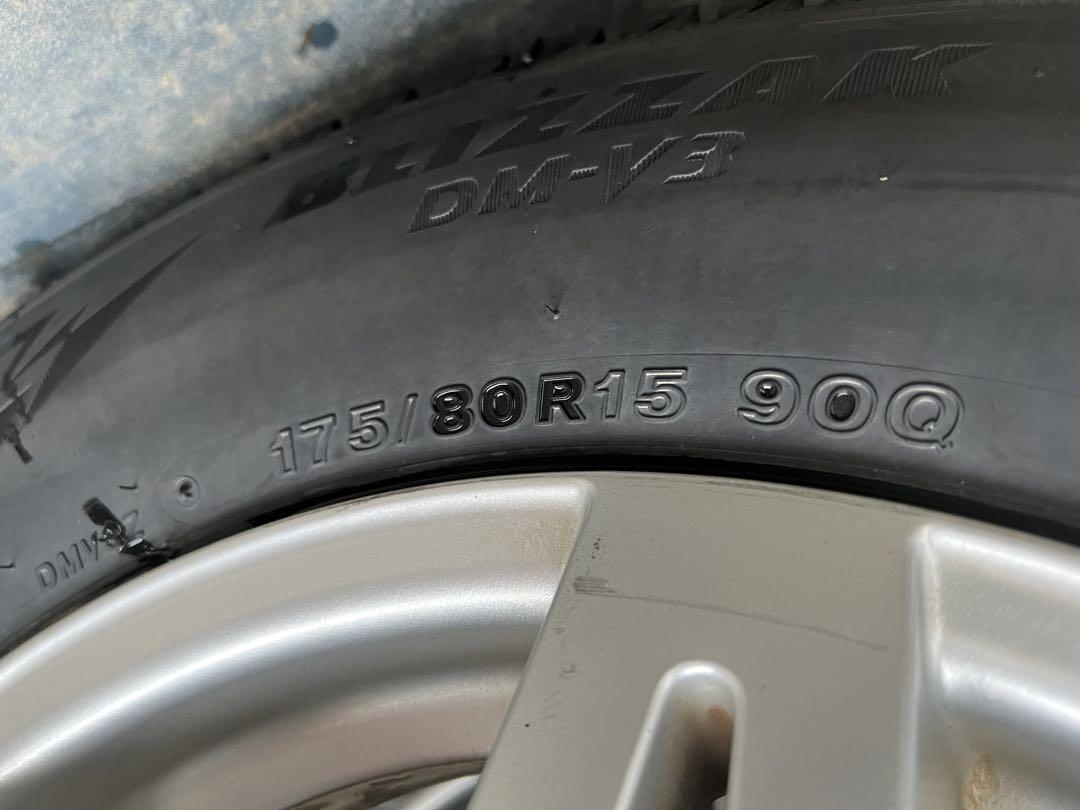 BLIZZAK
DM-V3
175/80R15 90Q